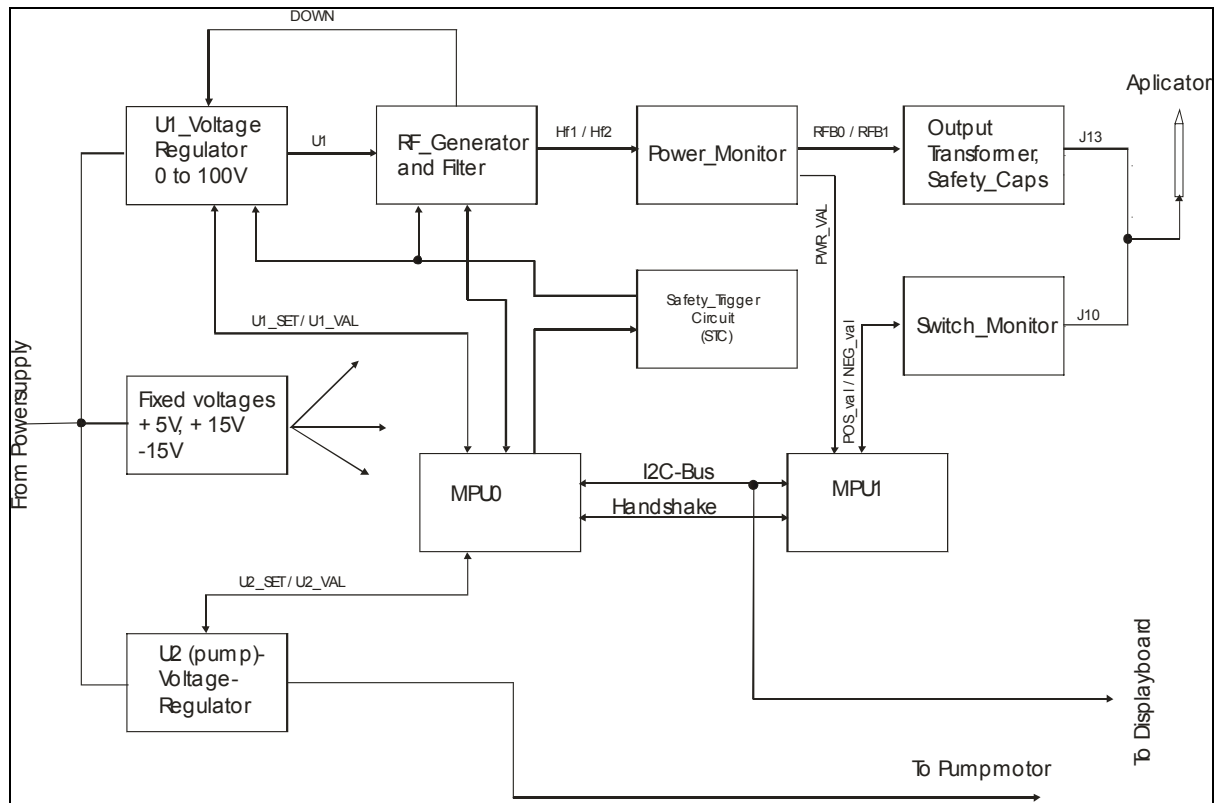 DOWN
Aplicator
U1_Voltage
Regulator
0 to 100V
U1
RF_Generator
and Filter
Hf1 / Hf2
Power_Monitor
RFB0 / RFB1
Output
Transformer,
Safety_Caps
J13
PWR_VAL
U1_SET / U1_VAL
Safety_Trigger
Circuit
(STC)
POS_val / NEG_val
Switch_Monitor
J10
From Powersupply
Fixed voltages
+ 5V, + 15V
-15V
MPU0
I2C-Bus
Handshake
MPU1
U2_SET / U2_VAL
U2 (pump)-
Voltage-
Regulator
To Displayboard
To Pumpmotor